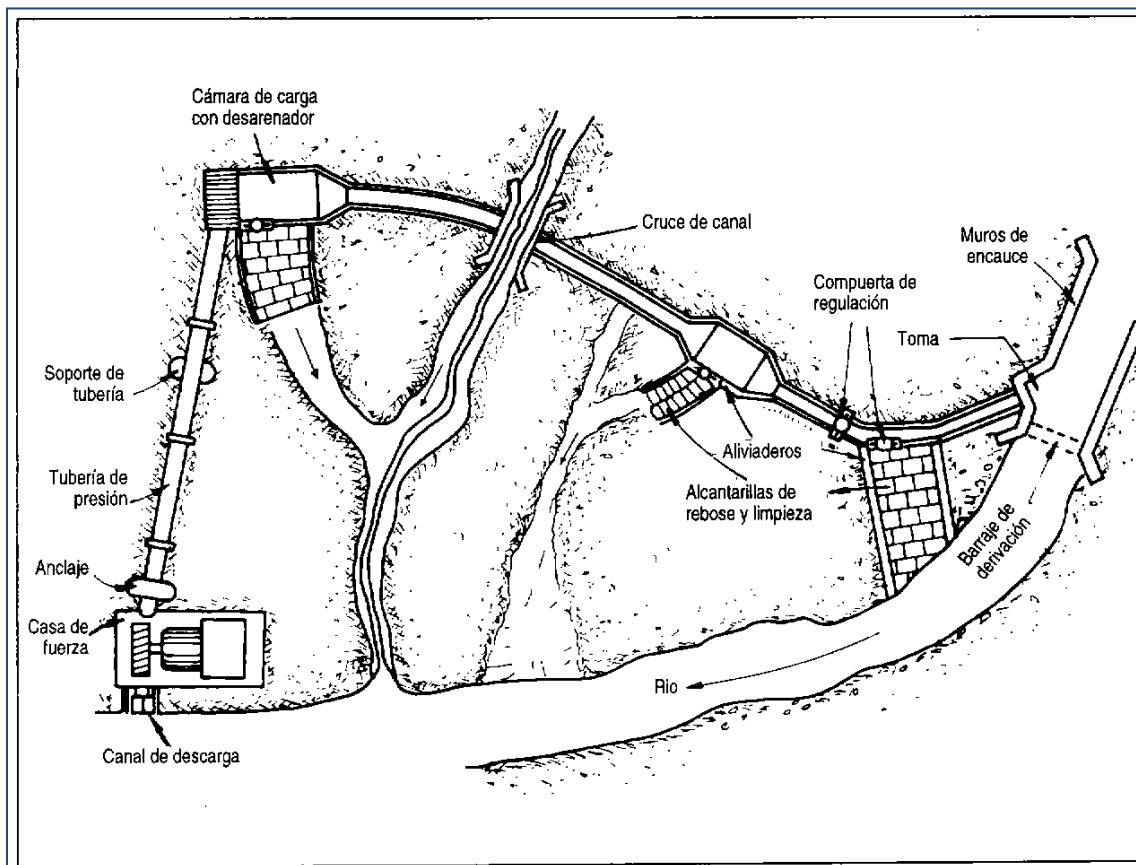 Cámara de carga
con desarenador
Cruce de canal
Muros de
encauce
Compuerta de
regulación
Toma
Soporte de
tubería
Aliviaderos
Tubería de
presión
Alcantarillas de
rebose y limpieza
Barraje de
derivación
Anclaje
Casa de
fuerza
Rio
Canal de descarga